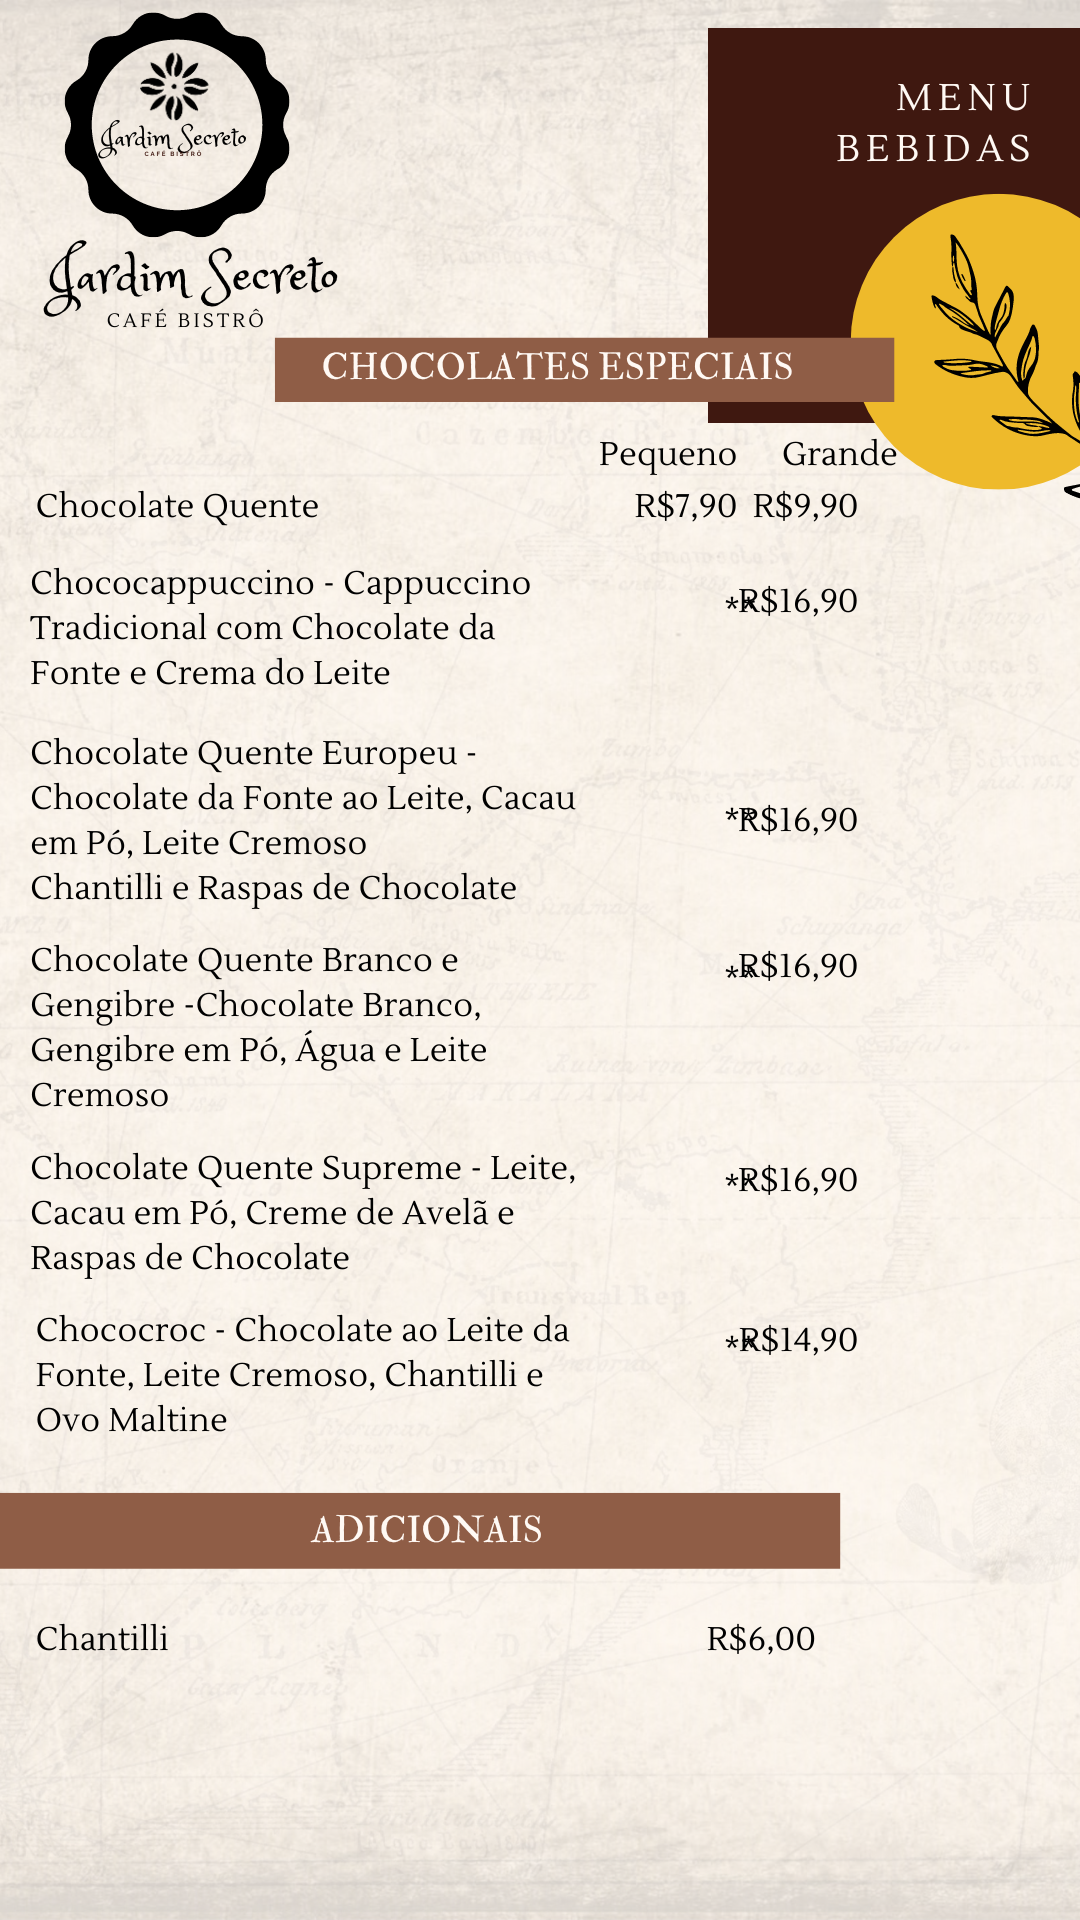 Jardim Secreto
CAFÉ BISTRÔ
Jardim Secreto
CAFÉ BISTRÔ
MENU
BEBIDAS
CHOCOLATES ESPECIAIS
Pequeno Grande
Chocolate Quente R$7,90 R$9,90
Chococappuccino - Cappuccino
Tradicional com Chocolate da
Fonte e Crema do Leite
**R$16,90
Chocolate Quente Europeu -
Chocolate da Fonte ao Leite, Cacau
em Pó, Leite Cremoso
Chantilli e Raspas de Chocolate
**R$16,90
Chocolate Quente Branco e
Gengibre -Chocolate Branco,
Gengibre em Pó, Água e Leite
Cremoso
**R$16,90
Chocolate Quente Supreme - Leite,
Cacau em Pó, Creme de Avelã e
Raspas de Chocolate
**R$16,90
Chococroc - Chocolate ao Leite da
Fonte, Leite Cremoso, Chantilli e
Ovo Maltine
**R$14,90
ADICIONAIS
Chantilli R$6,00